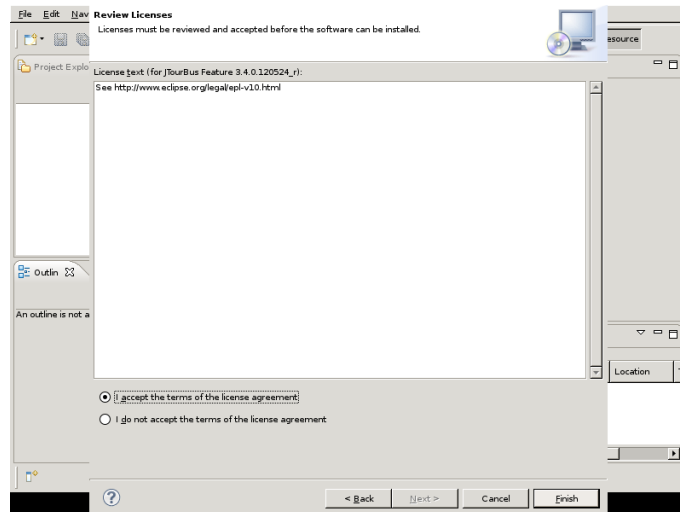 File Edit Nav
Review Licenses
Licenses must be reviewed and accepted before the software can be installed.
esource
Project Explo
License text (for JTourBus Feature 3.4.0.120524_r):
See http://www.eclipse.org/legal/epl-v10.html
Outlin
An outline is not a
Location
I accept the terms of the license agreement
I do not accept the terms of the license agreement
?
< Back
Next >
Cancel
Finish